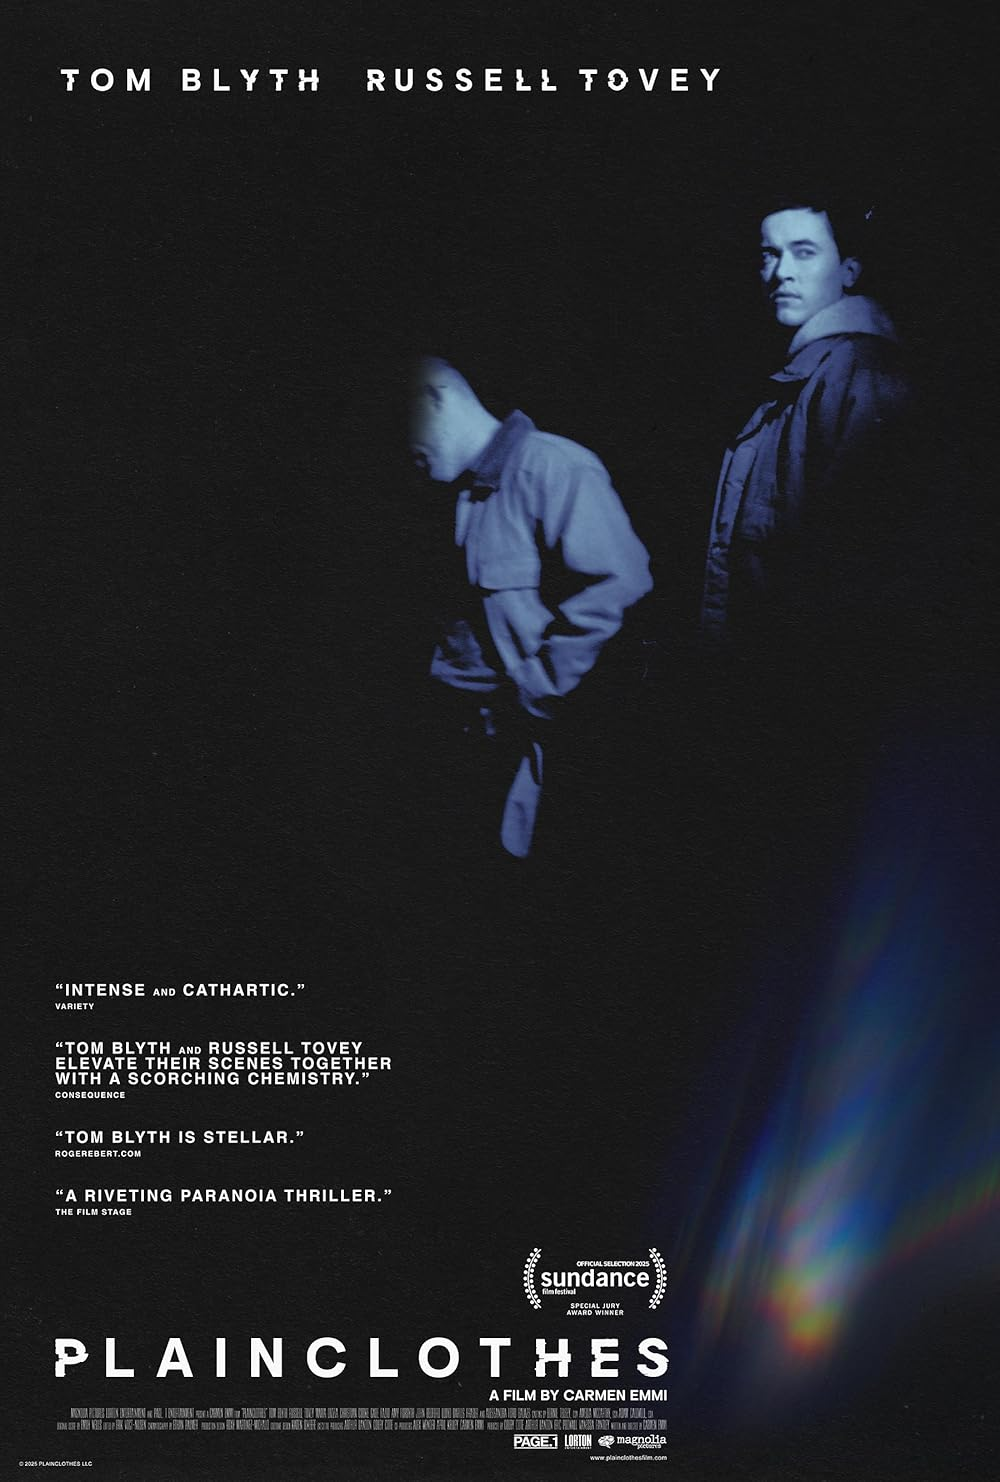 TOM BLYTH RUSSELL TOVEY
“INTENSE AND CATHARTIC.”
VARIETY
“TOM BLYTH AND RUSSELL TOVEY
ELEVATE THEIR SCENES TOGETHER
WITH A SCORCHING CHEMISTRY.”
CONSEQUENCE
“TOM BLYTH IS STELLAR.”
ROGEREBERT.COM
“A RIVETING PARANOIA THRILLER.”
THE FILM STAGE
OFFICIAL SELECTION 2025
sundance
film festival
SPECIAL JURY
AWARD WINNER
PLAINCLOTHES
A FILM BY CARMEN EMMI
PAGE.1 LORTON ENTERTAINMENT magnolia pictures
www.plainclothesfilm.com
© 2025 PLAINCLOTHES LLC